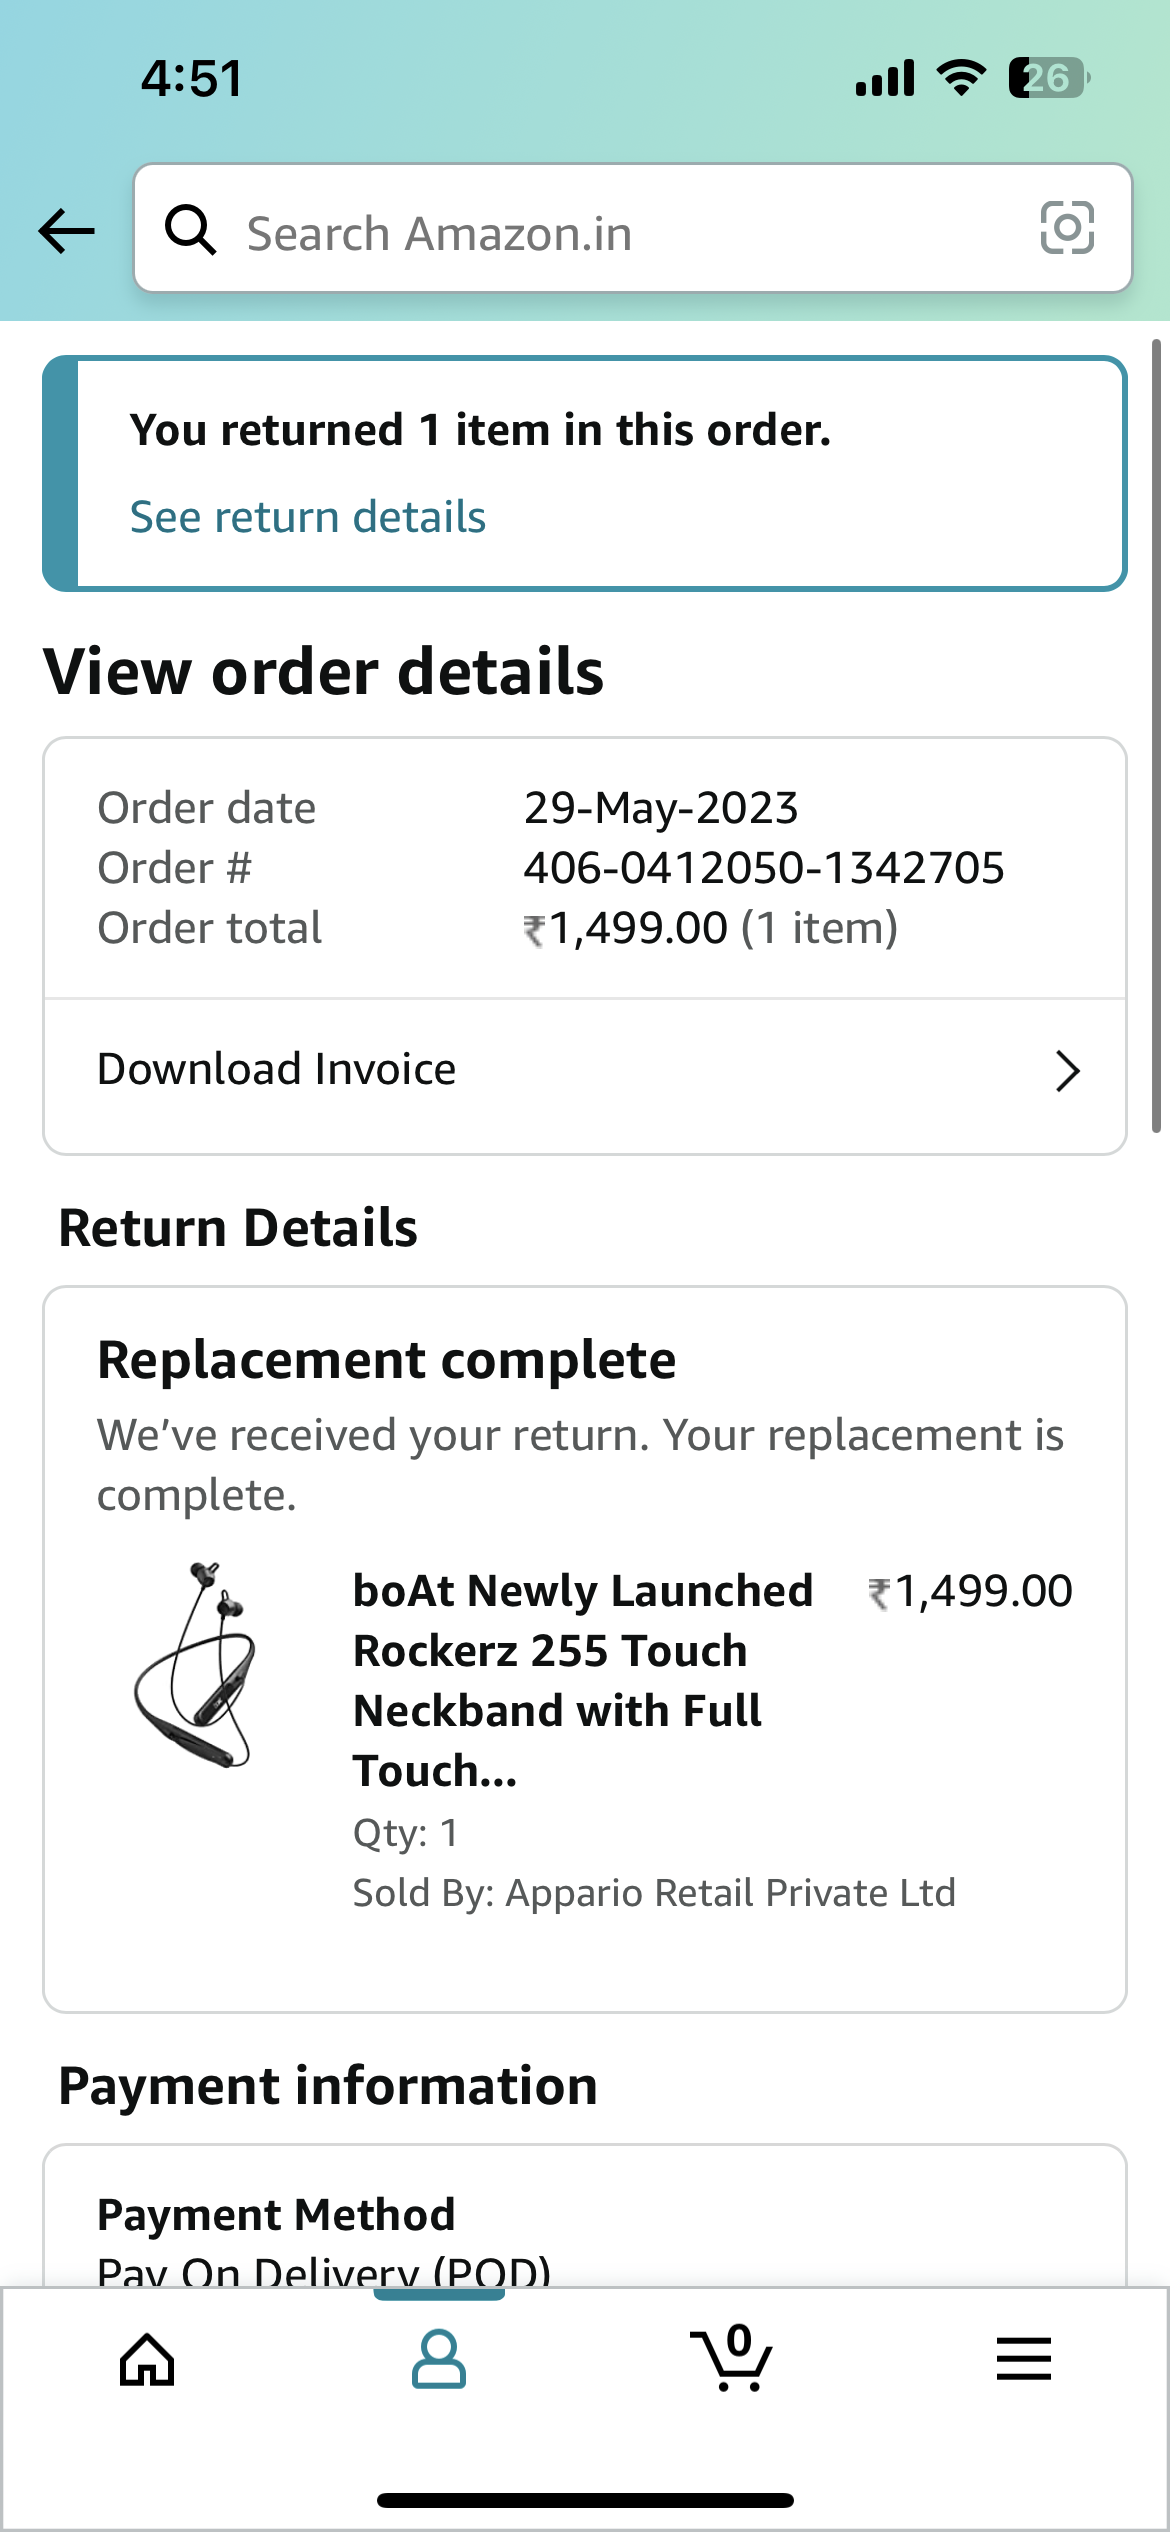 4:51
26
Search Amazon.in
You returned 1 item in this order.
See return details
View order details
Order date 29-May-2023
Order # 406-0412050-1342705
Order total ₹1,499.00 (1 item)
Download Invoice
Return Details
Replacement complete
We've received your return. Your replacement is
complete.
boAt Newly Launched ₹1,499.00
Rockerz 255 Touch
Neckband with Full
Touch...
Qty: 1
Sold By: Appario Retail Private Ltd
Payment information
Payment Method
Pay On Delivery (POD)
0